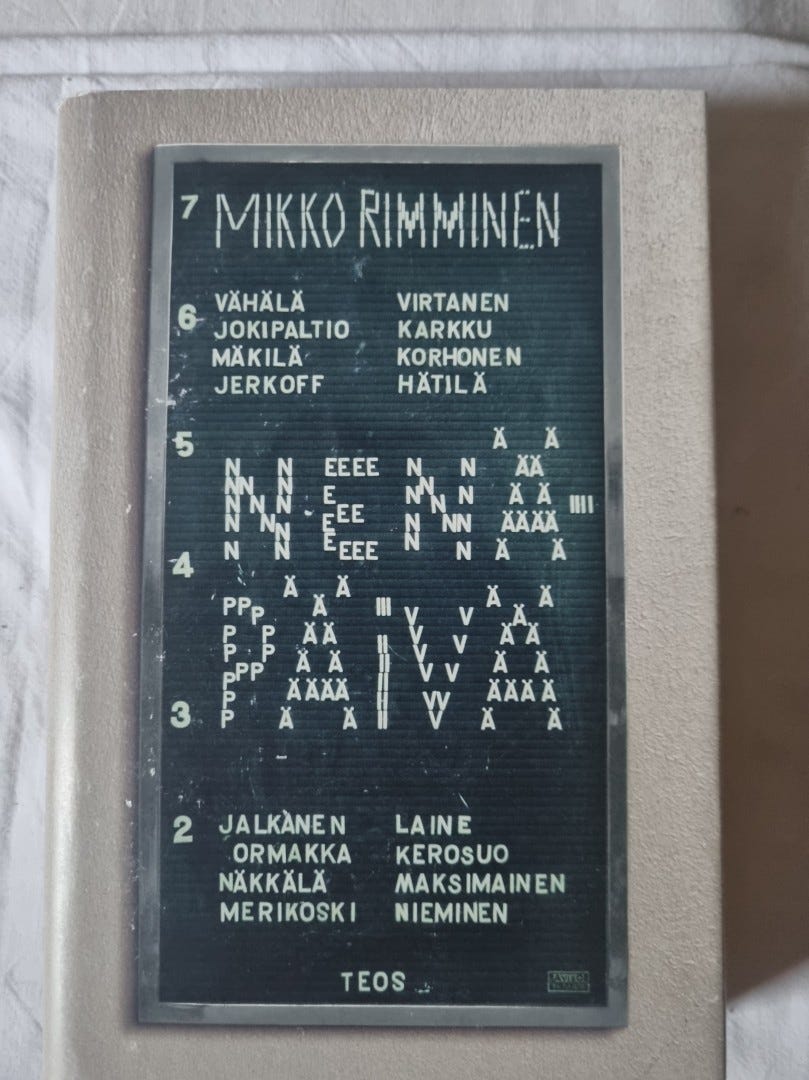 7 MIKKO RIMMINEN
6 VÄHÄLÄ VIRTANEN
JOKIPALTIO KARKKU
MÄKILÄ KORHONEN
JERKOFF HÄTILÄ
5
NENÄ-
4
PÄIVÄ
3
2 JALKANEN LAINE
ORMAKKA KEROSUO
NÄKKÄLÄ MAKSIMAINEN
MERIKOSKI NIEMINEN
TEOS